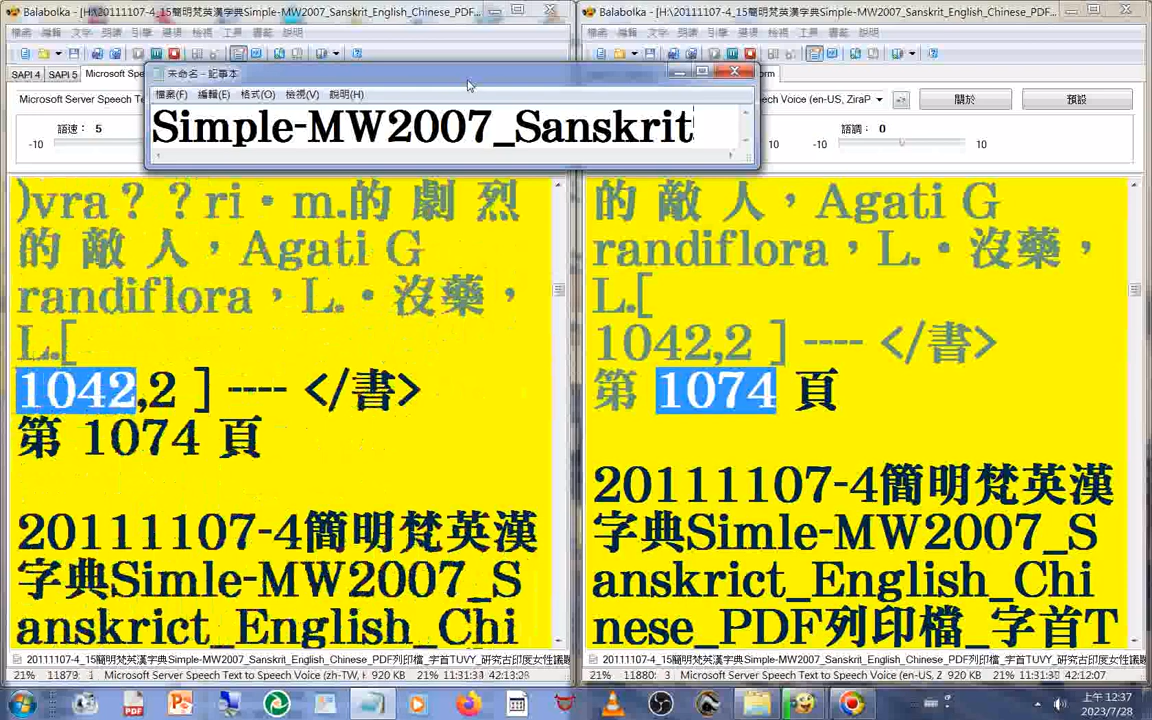 Balabolka - [H:\20111107-4_15簡明梵英漢字典Simple-MW2007_Sanskrit_English_Chinese_PDF...
Balabolka - [H:\20111107-4_15簡明梵英漢字典Simple-MW2007_Sanskrit_English_Chinese_PDF...
SAPI 4 SAPI 5 Microsoft Sp
未命名 - 記事本
檔案(F) 編輯(E) 格式(O) 檢視(V) 說明(H)
Simple-MW2007_Sanskrit
Microsoft Server Speech T
語速： 5
-10
ech Voice (en-US, ZiraP
關於
預設
10
語調： 0
-10
10
)vra？？ri・m.的 劇 烈
的 敵 人，Agati G
randiflora，L.・沒藥，
L.[
1042,2 ] ---- </書>
第 1074 頁
20111107-4簡明梵英漢
字典Simle-MW2007_S
anskrict_English_Chi
的 敵 人，Agati G
randiflora，L.・沒藥，
L.[
1042,2 ] ---- </書>
第 1074 頁
20111107-4簡明梵英漢
字典Simle-MW2007_S
anskrict_English_Chi
nese_PDF列印檔_字首T
20111107-4_15簡明梵英漢字典Simple-MW2007_Sanskrit_English_Chinese_PDF列印檔_字首TUVY_研究古印度女性議題
20111107-4_15簡明梵英漢字典Simple-MW2007_Sanskrit_English_Chinese_PDF列印檔_字首TUVY_研究古印度女性議題
21% 11879: Microsoft Server Speech Text to Speech Voice (zh-TW, 920 KB 11:31:3 42:13:28
21% 11880: Microsoft Server Speech Text to Speech Voice (en-US, 920 KB 11:31:3 42:12:07
上午 12:37
2023/7/28